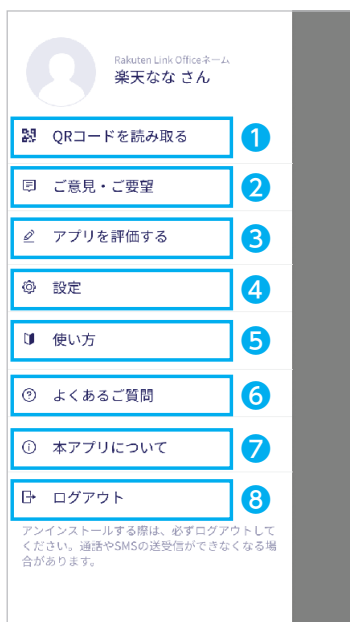 Rakuten Link Officeネーム
楽天なな さん
QRコードを読み取る 1
ご意見・ご要望 2
アプリを評価する 3
設定 4
使い方 5
よくあるご質問 6
本アプリについて 7
ログアウト 8
アンインストールする際は、必ずログアウトして
ください。通話やSMSの送受信ができなくなる場
合があります。